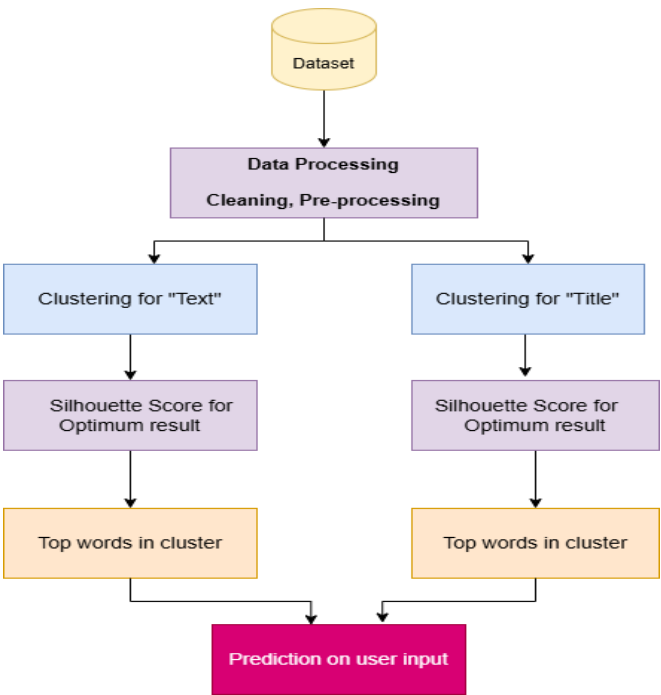 Dataset
Data Processing
Cleaning, Pre-processing
Clustering for "Text"
Clustering for "Title"
Silhouette Score for
Optimum result
Silhouette Score for
Optimum result
Top words in cluster
Top words in cluster
Prediction on user input